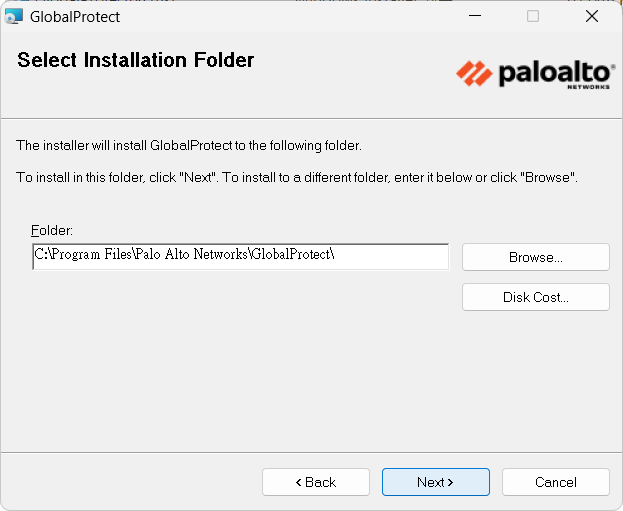 GlobalProtect
Select Installation Folder
paloalto
NETWORKS
The installer will install GlobalProtect to the following folder.
To install in this folder, click "Next". To install to a different folder, enter it below or click "Browse".
Folder:
C:\Program Files\Palo Alto Networks\GlobalProtect\
Browse...
Disk Cost...
< Back
Next >
Cancel